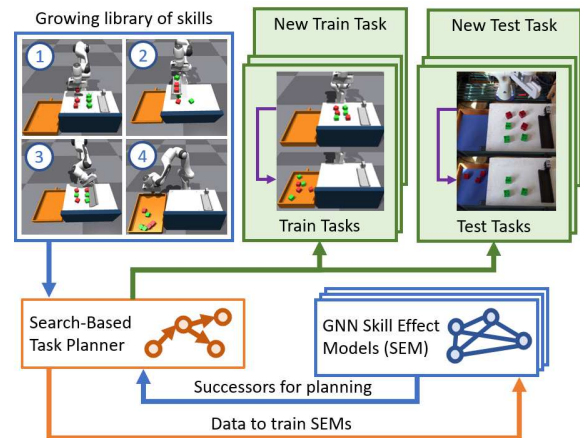 Growing library of skills
1
2
3
4
New Train Task
Train Tasks
New Test Task
Test Tasks
Search-Based
Task Planner
GNN Skill Effect
Models (SEM)
Successors for planning
Data to train SEMs